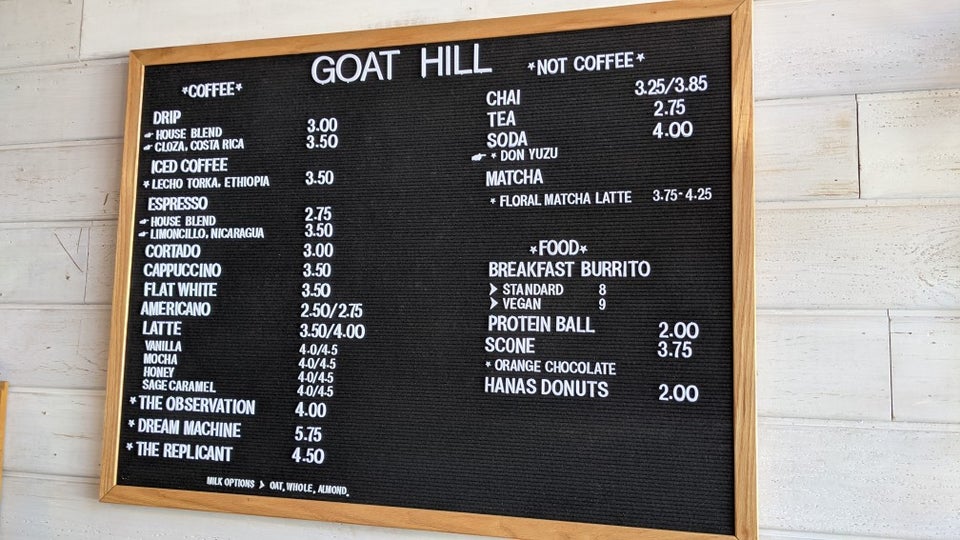 GOAT HILL
*COFFEE*
DRIP
☛ HOUSE BLEND 3.00
☛ CLOZA, COSTA RICA 3.50
ICED COFFEE
* LECHO TORKA, ETHIOPIA 3.50
ESPRESSO
☛ HOUSE BLEND 2.75
☛ LIMONCILLO, NICARAGUA 3.50
CORTADO 3.00
CAPPUCCINO 3.50
FLAT WHITE 3.50
AMERICANO 2.50/2.75
LATTE 3.50/4.00
VANILLA 4.0/4.5
MOCHA 4.0/4.5
HONEY 4.0/4.5
SAGE CARAMEL 4.0/4.5
* THE OBSERVATION 4.00
* DREAM MACHINE 5.75
* THE REPLICANT 4.50
MILK OPTIONS > OAT, WHOLE, ALMOND,
*NOT COFFEE*
CHAI 3.25/3.85
TEA 2.75
SODA 4.00
☛ * DON YUZU
MATCHA
* FLORAL MATCHA LATTE 3.75-4.25
*FOOD*
BREAKFAST BURRITO
> STANDARD 8
> VEGAN 9
PROTEIN BALL 2.00
SCONE 3.75
* ORANGE CHOCOLATE
HANAS DONUTS 2.00